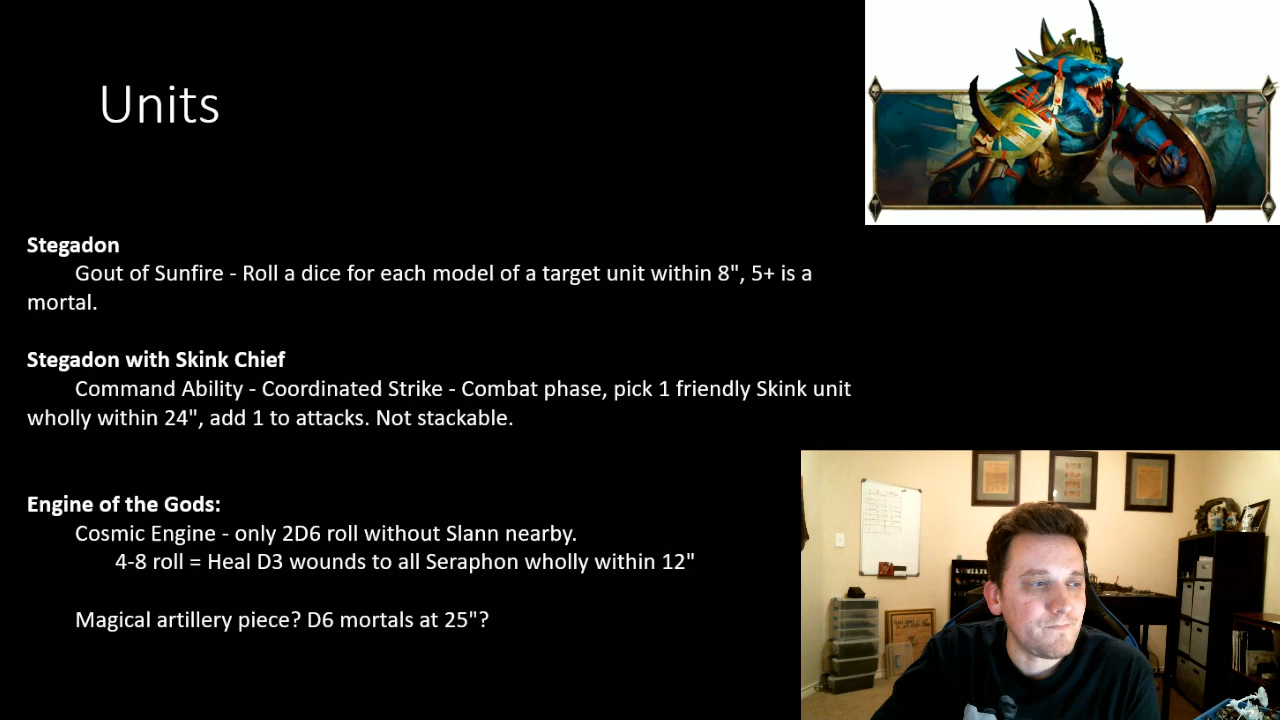 Units
Stegadon
Gout of Sunfire - Roll a dice for each model of a target unit within 8", 5+ is a
mortal.
Stegadon with Skink Chief
Command Ability - Coordinated Strike - Combat phase, pick 1 friendly Skink unit
wholly within 24", add 1 to attacks. Not stackable.
Engine of the Gods:
Cosmic Engine - only 2D6 roll without Slann nearby.
4-8 roll = Heal D3 wounds to all Seraphon wholly within 12"
Magical artillery piece? D6 mortals at 25"?